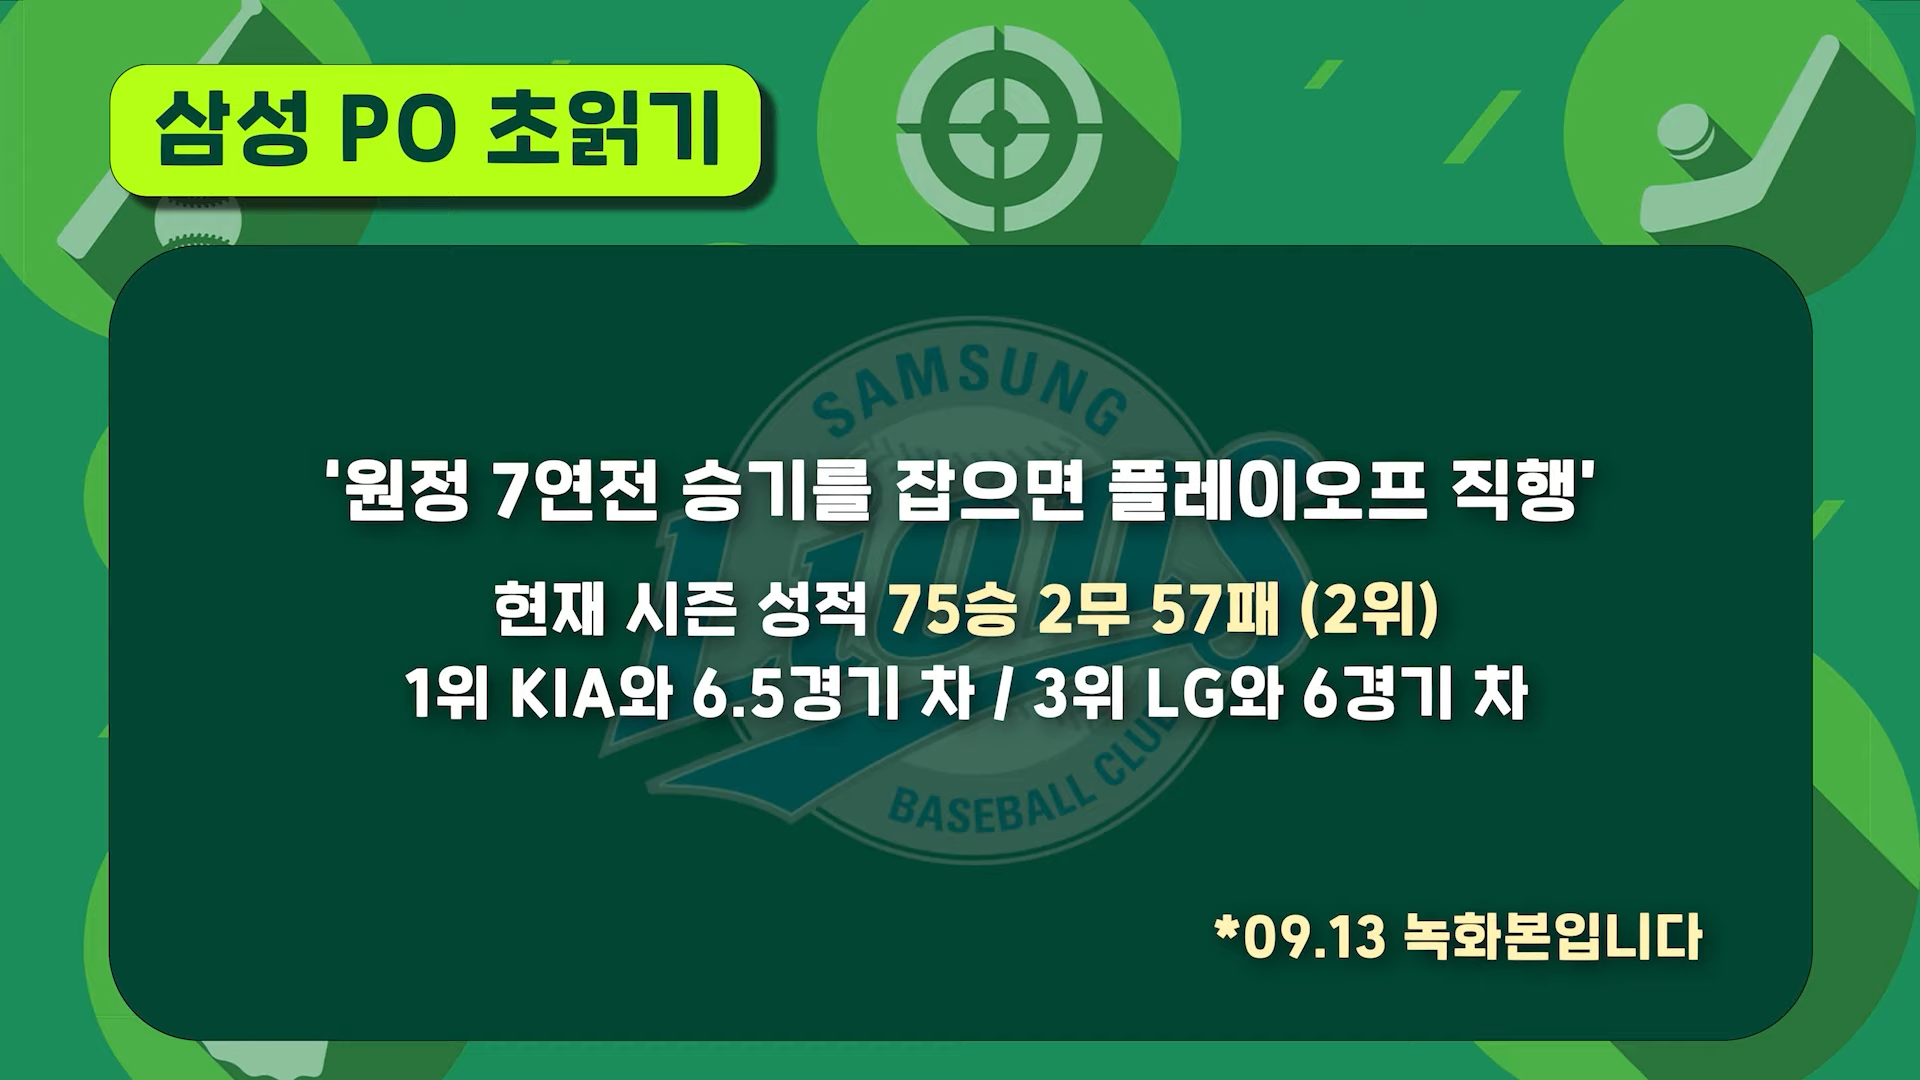 삼성 PO 초읽기
SAMSUNG
Lions
BASEBALL CLUB
'원정 7연전 승기를 잡으면 플레이오프 직행'
현재 시즌 성적 75승 2무 57패 (2위)
1위 KIA와 6.5경기 차 / 3위 LG와 6경기 차
*09.13 녹화본입니다